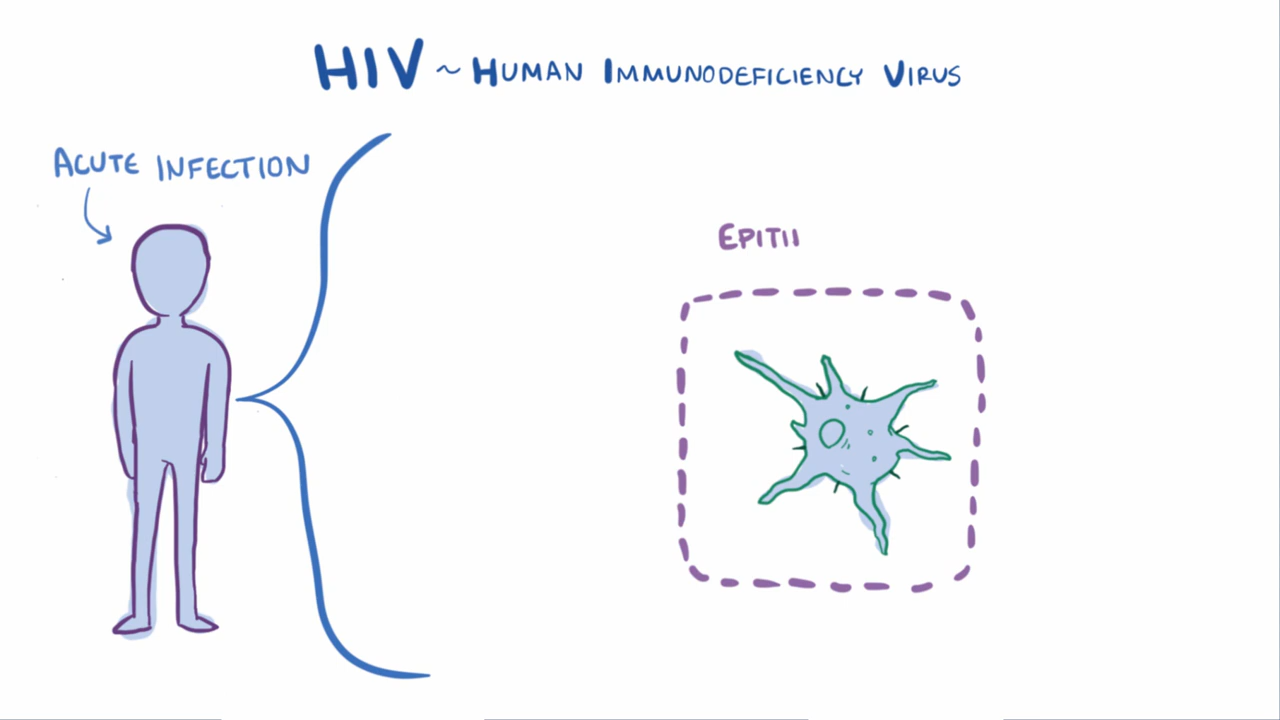 HIV ~ HUMAN IMMUNODEFICIENCY VIRUS
ACUTE INFECTION
EPITII